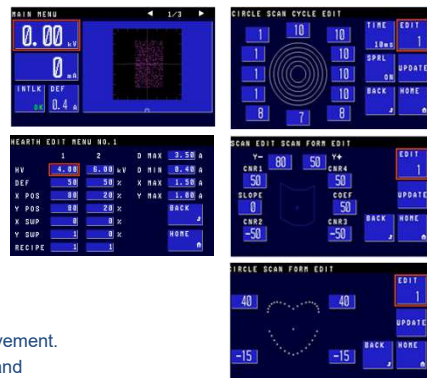 MAIN MENU 1/3
0.00 kV
0 mA
INTLK DEF
OK 0.4 A
HEARTH EDIT MENU NO.1
1 2 D MAX 3.50 A
HV 4.00 6.00 kV D MIN 0.40 A
DEF 50 50 % X MAX 1.50 A
X POS 80 20 % Y MAX 1.00 A
Y POS 80 20 % BACK
X SUP 0 0 %
Y SUP 1 0 % HOME
RECIPE 1 1
vement.
and
CIRCLE SCAN CYCLE EDIT
10 10 TIME EDIT
1 10 10ms 1
1 10 SPRL UPDATE
1 10 ON
1 10 BACK HOME
8 7 8
SCAN EDIT SCAN FORM EDIT
Y- 80 50 Y+ EDIT
CNR1 CNR4 1
50 50
SLOPE COEF UPDATE
0 50
CNR2 CNR3 BACK HOME
-50 -50
CIRCLE SCAN FORM EDIT
EDIT
40 40 1
UPDATE
-15 -15 BACK HOME